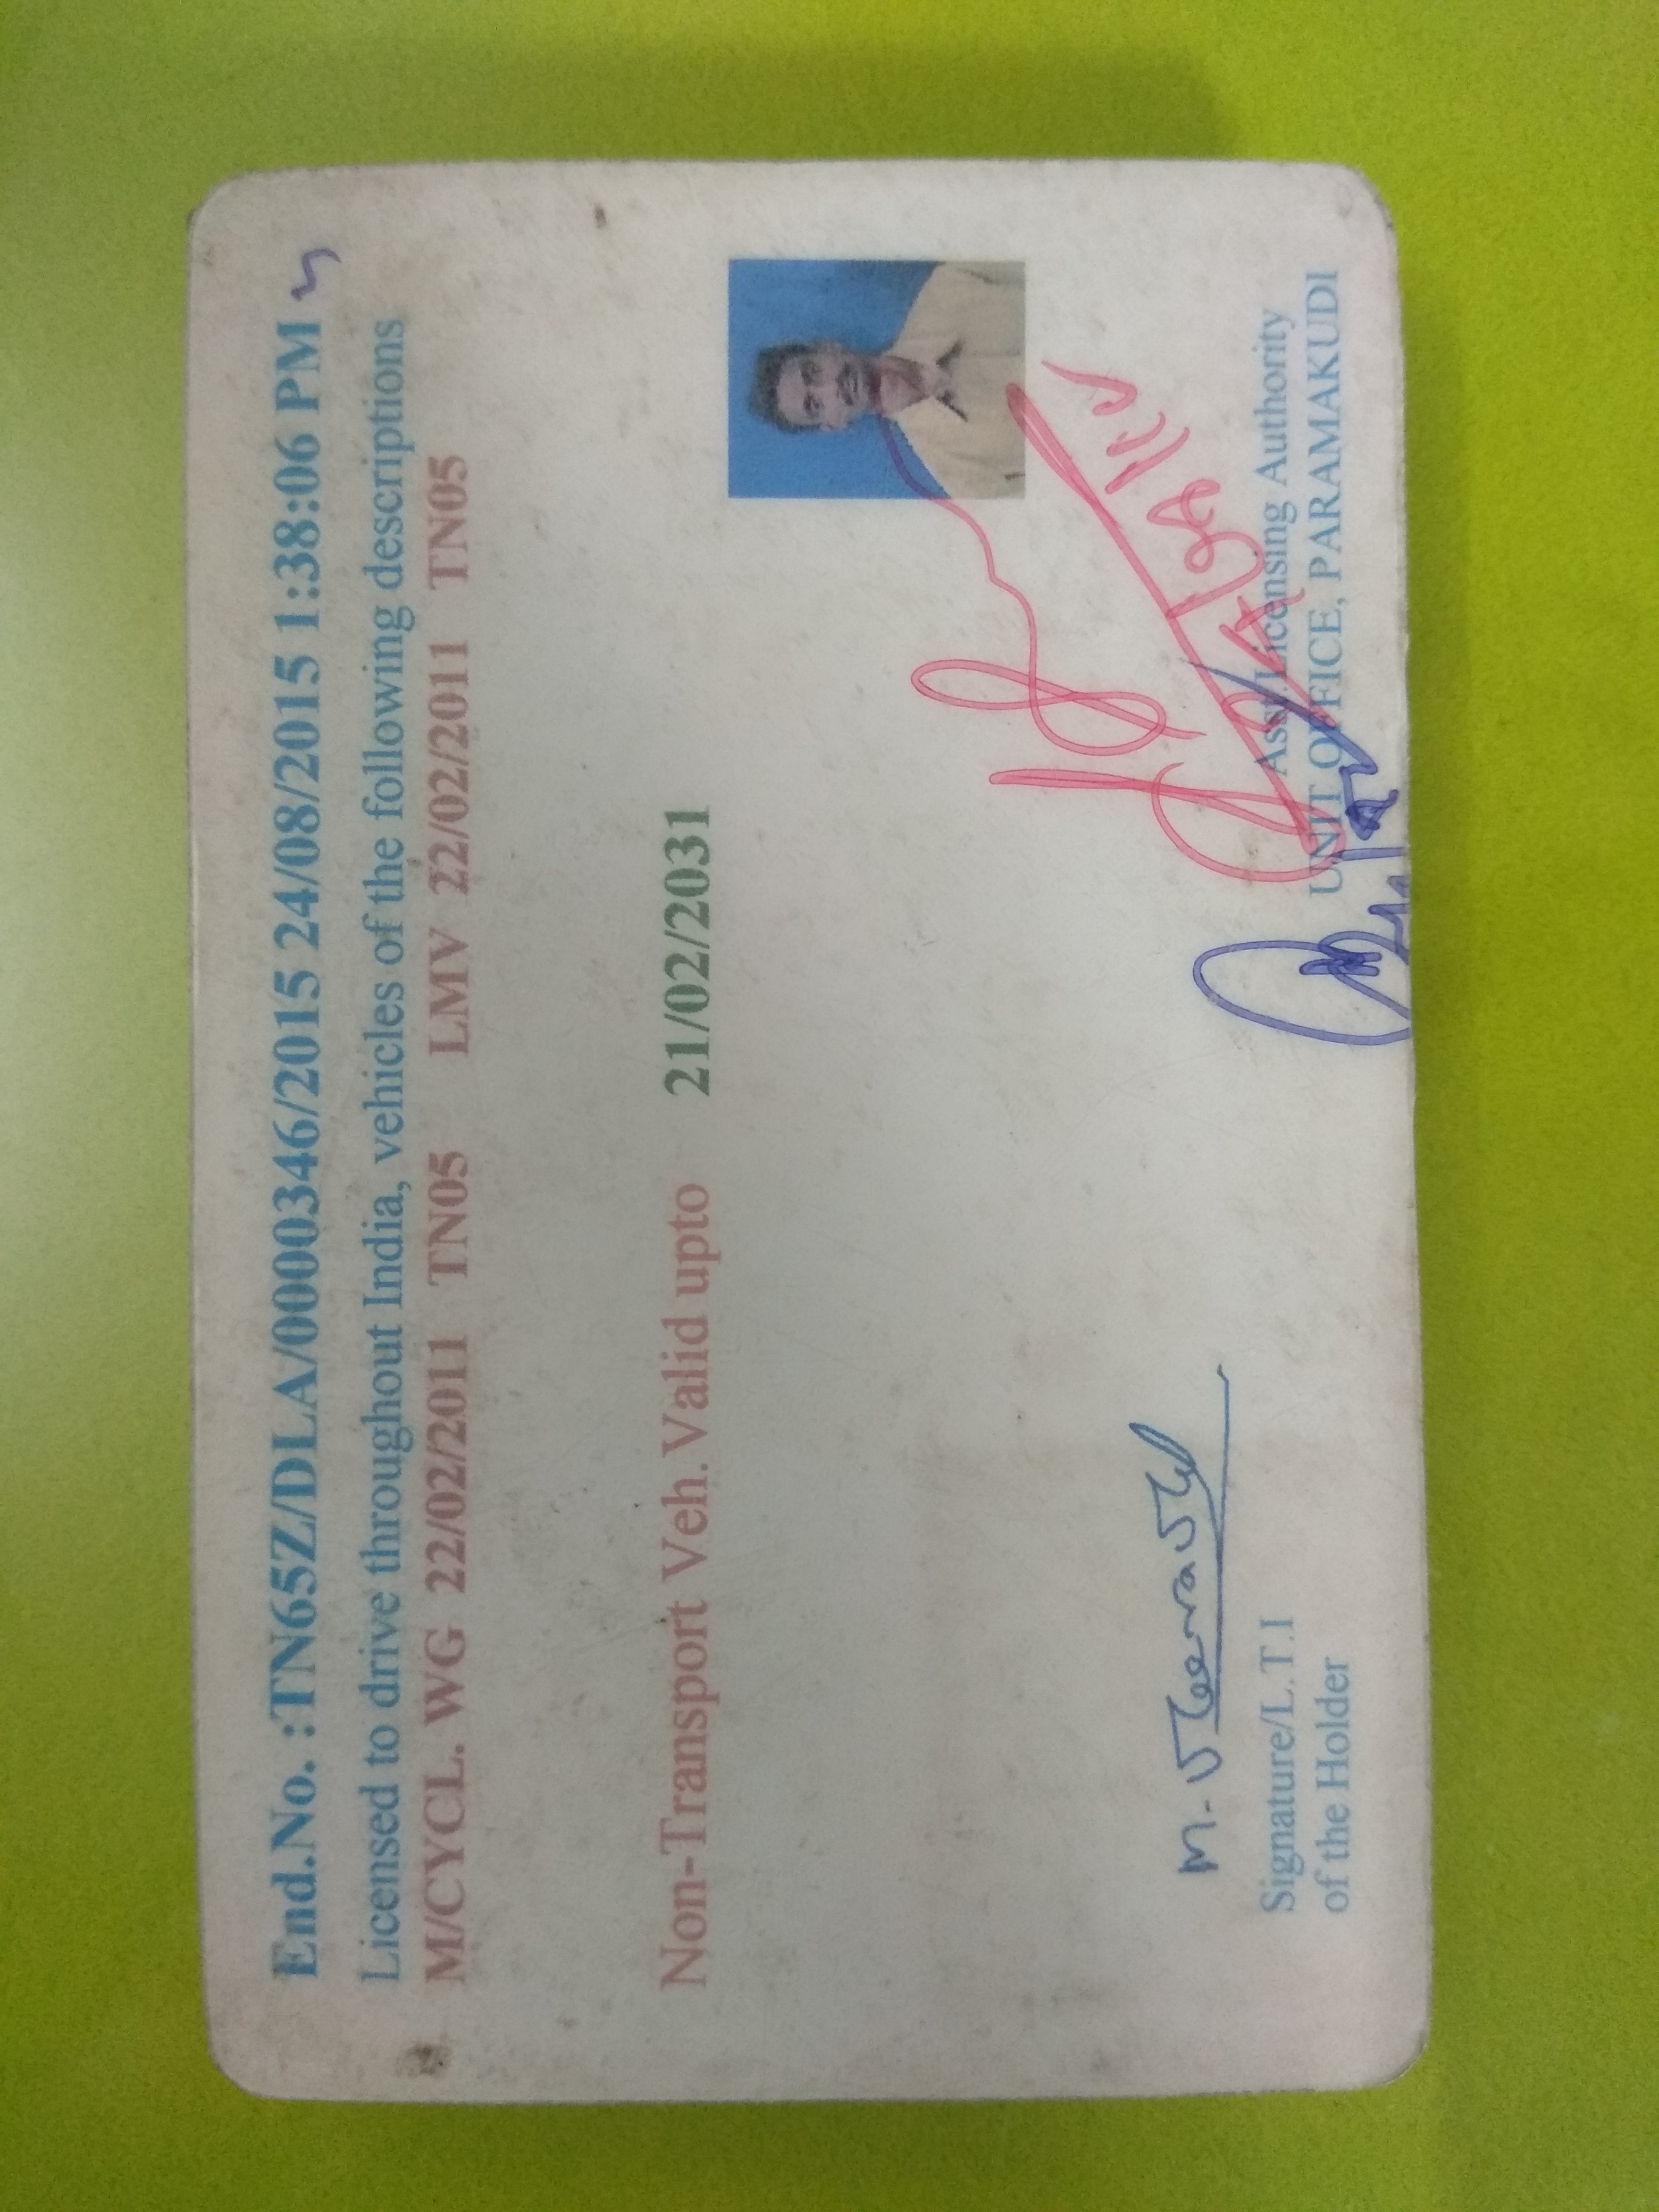 End.No. :TN65Z/DLA/000346/2015 24/08/2015 1:38:06 PM
Licensed to drive throughout India, vehicles of the following descriptions
M/CYCL. WG 22/02/2011 TN05 LMV 22/02/2011 TN05
Non-Transport Veh.Valid upto 21/02/2031
Signature/L.T.I
of the Holder
Asst.Licensing Authority
UNIT OFFICE, PARAMAKUDI